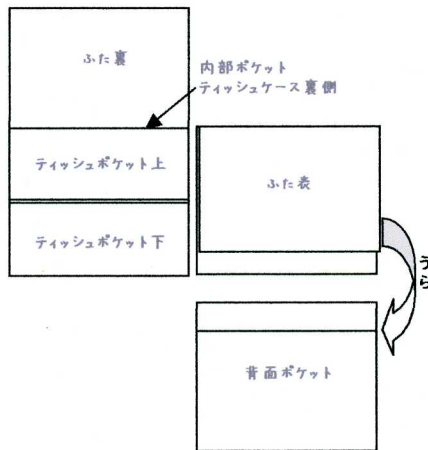 ふた裏
内部ポケット
ティッシュケース裏側
ティッシュポケット上
ふた表
ティッシュポケット下
うら
背面ポケット